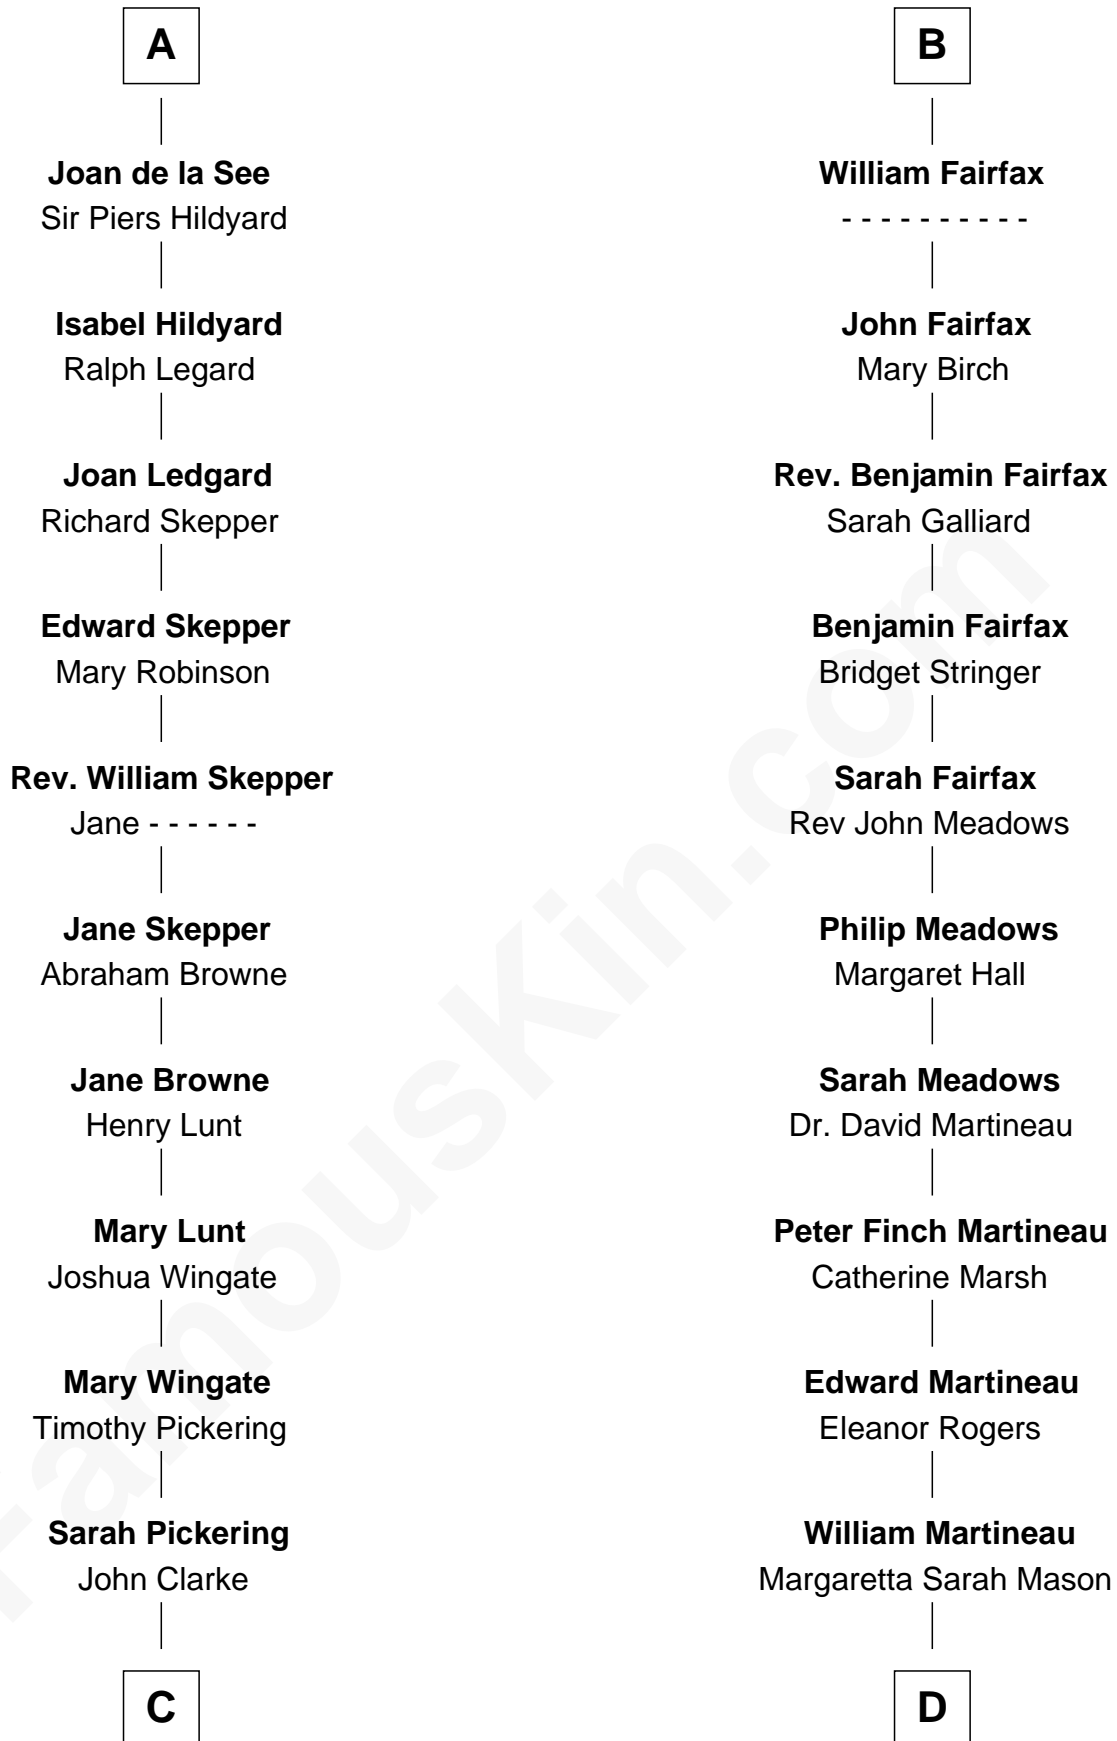 A
Joan de la See
Sir Piers Hildyard
Isabel Hildyard
Ralph Legard
Joan Ledgard
Richard Skepper
Edward Skepper
Mary Robinson
Rev. William Skepper
Jane - - - - - -
Jane Skepper
Abraham Browne
Jane Browne
Henry Lunt
Mary Lunt
Joshua Wingate
Mary Wingate
Timothy Pickering
Sarah Pickering
John Clarke
C
B
William Fairfax
- - - - - - - - - -
John Fairfax
Mary Birch
Rev. Benjamin Fairfax
Sarah Galliard
Benjamin Fairfax
Bridget Stringer
Sarah Fairfax
Rev John Meadows
Philip Meadows
Margaret Hall
Sarah Meadows
Dr. David Martineau
Peter Finch Martineau
Catherine Marsh
Edward Martineau
Eleanor Rogers
William Martineau
Margaretta Sarah Mason
D
FamousKin.com